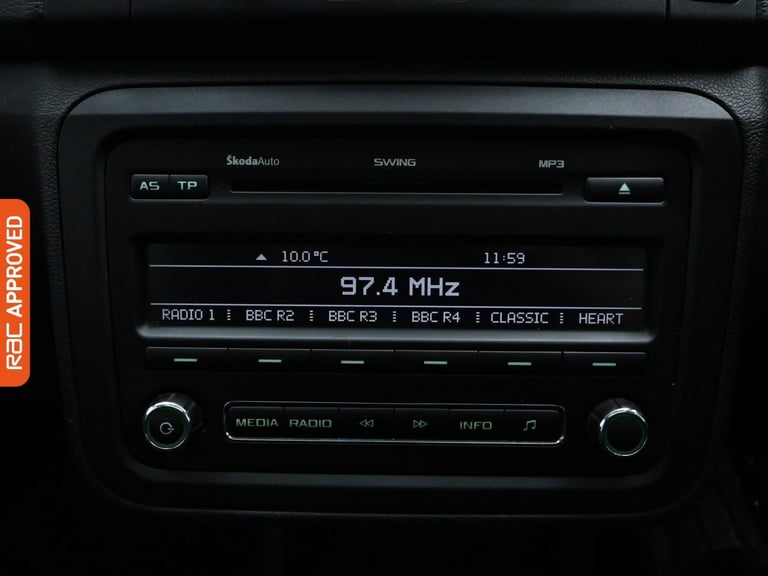 ŠkodaAuto SWING MP3
AS TP
10.0°C 11:59
97.4 MHz
RADIO 1 BBC R2 BBC R3 BBC R4 CLASSIC HEART
MEDIA RADIO INFO
RAC APPROVED